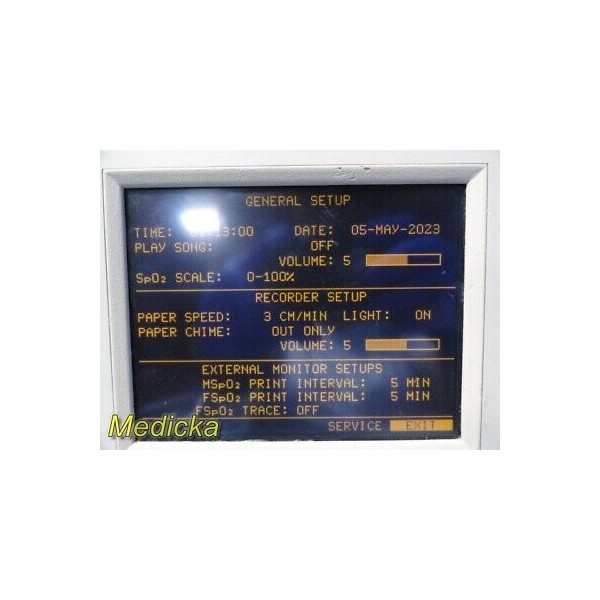 GENERAL SETUP
TIME: :13:00 DATE: 05-MAY-2023
PLAY SONG: OFF
VOLUME: 5
SpO2 SCALE: 0-100%
RECORDER SETUP
PAPER SPEED: 3 CM/MIN LIGHT: ON
PAPER CHIME: OUT ONLY
VOLUME: 5
EXTERNAL MONITOR SETUPS
MSpO2 PRINT INTERVAL: 5 MIN
FSpO2 PRINT INTERVAL: 5 MIN
FSpO2 TRACE: OFF
Medicka
SERVICE EXIT